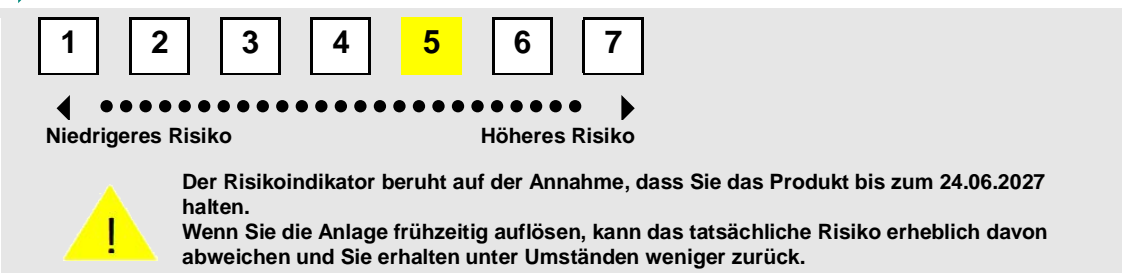 1 2 3 4 5 6 7
Niedrigeres Risiko Höheres Risiko
Der Risikoindikator beruht auf der Annahme, dass Sie das Produkt bis zum 24.06.2027
halten.
Wenn Sie die Anlage frühzeitig auflösen, kann das tatsächliche Risiko erheblich davon
abweichen und Sie erhalten unter Umständen weniger zurück.
!